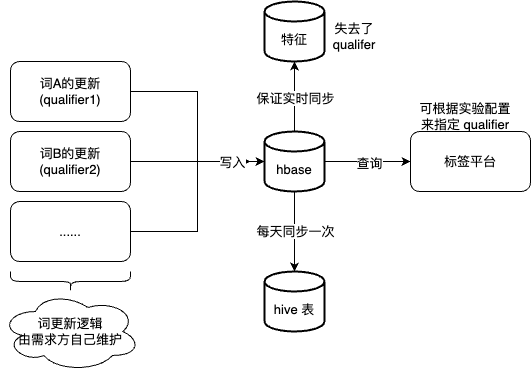 特征
失去了
qualifer
保证实时同步
词A的更新
(qualifier1)
词B的更新
(qualifier2)
......
写入
hbase
查询
可根据实验配置
来指定 qualifier
标签平台
每天同步一次
hive 表
词更新逻辑
由需求方自己维护